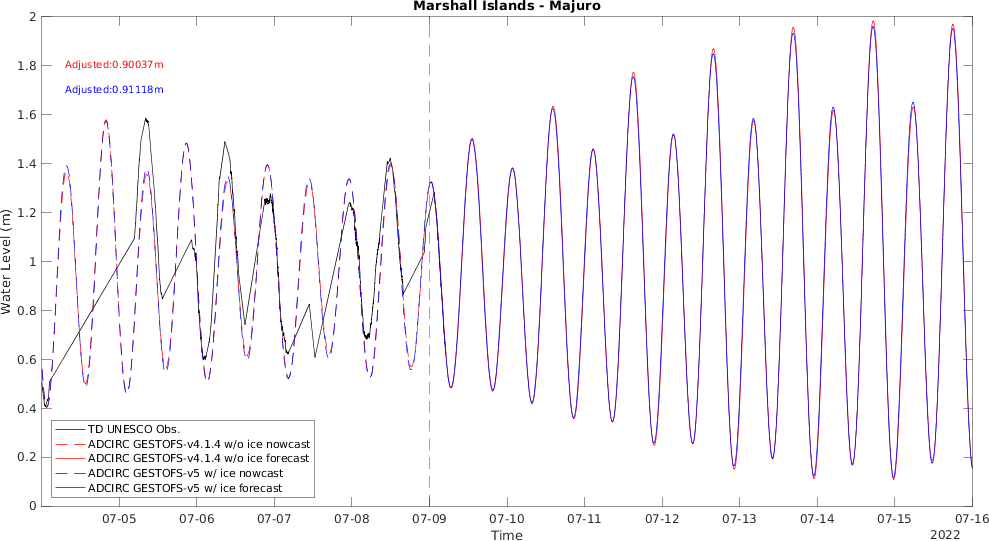 Marshall Islands - Majuro
Adjusted:0.90037m
Adjusted:0.91118m
Water Level (m)
2
1.8
1.6
1.4
1.2
1
0.8
0.6
0.4
0.2
0
TD UNESCO Obs.
ADCIRC GESTOFS-v4.1.4 w/o ice nowcast
ADCIRC GESTOFS-v4.1.4 w/o ice forecast
ADCIRC GESTOFS-v5 w/ ice nowcast
ADCIRC GESTOFS-v5 w/ ice forecast
07-05 07-06 07-07 07-08 07-09 07-10 07-11 07-12 07-13 07-14 07-15 07-16
Time
2022